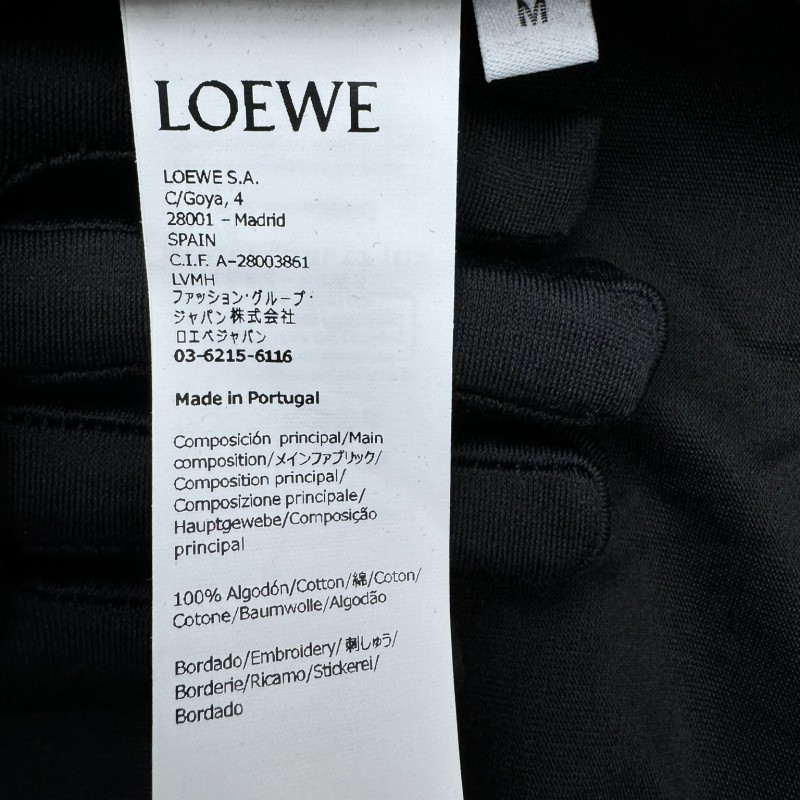 M
LOEWE
LOEWE S.A.
C/Goya, 4
28001 – Madrid
SPAIN
C.I.F. A-28003861
LVMH
ファッション・グループ・
ジャパン株式会社
ロエベジャパン
03-6215-6116
Made in Portugal
Composición principal/Main
composition/メインファブリック/
Composition principal/
Composizione principale/
Hauptgewebe/Composição
principal
100% Algodón/Cotton/綿/Coton/
Cotone/Baumwolle/Algodão
Bordado/Embroidery/刺しゅう/
Borderie/Ricamo/Stickerei/
Bordado